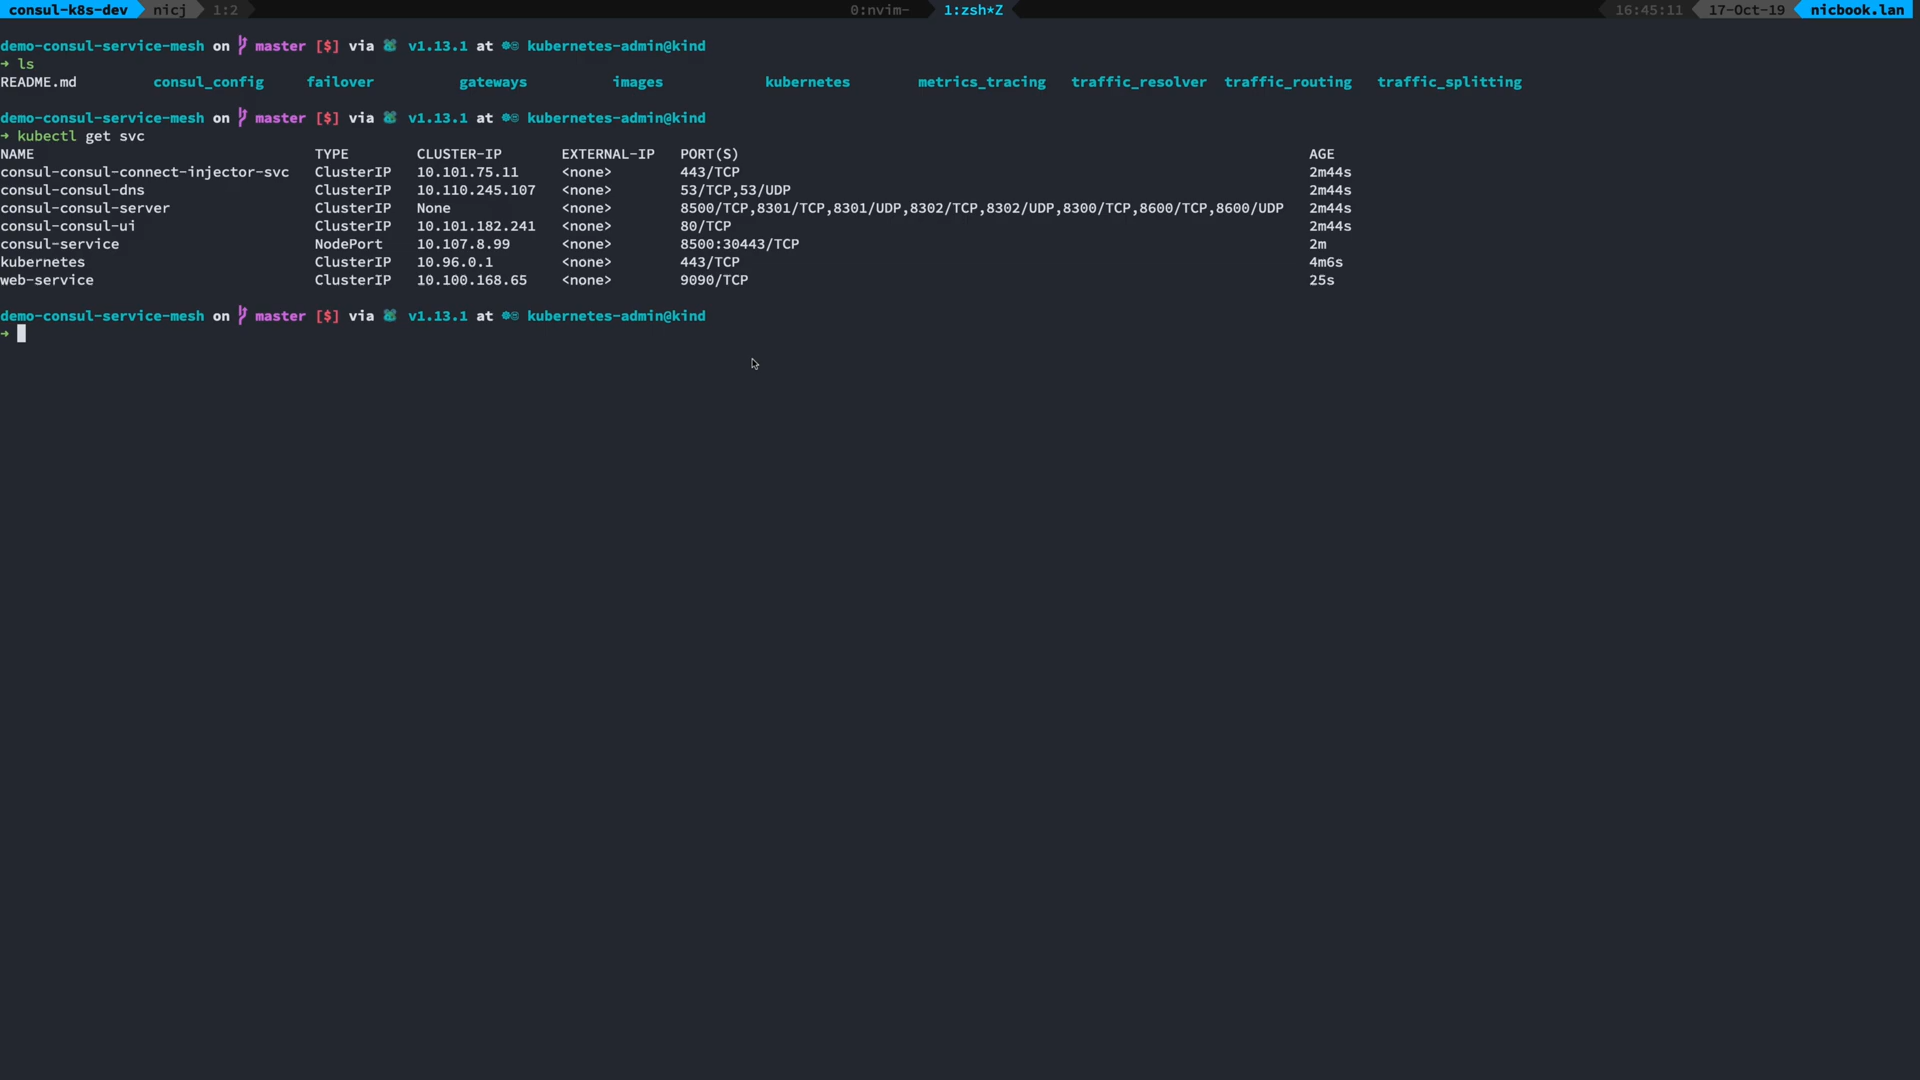 consul-k8s-dev nicj 1:2 0:nvim- 1:zsh*Z 16:45:11 17-Oct-19 nicbook.lan
demo-consul-service-mesh on master [$] via v1.13.1 at kubernetes-admin@kind
➜ ls
README.md consul_config failover gateways images kubernetes metrics_tracing traffic_resolver traffic_routing traffic_splitting
demo-consul-service-mesh on master [$] via v1.13.1 at kubernetes-admin@kind
➜ kubectl get svc
NAME TYPE CLUSTER-IP EXTERNAL-IP PORT(S) AGE
consul-consul-connect-injector-svc ClusterIP 10.101.75.11 <none> 443/TCP 2m44s
consul-consul-dns ClusterIP 10.110.245.107 <none> 53/TCP,53/UDP 2m44s
consul-consul-server ClusterIP None <none> 8500/TCP,8301/TCP,8301/UDP,8302/TCP,8302/UDP,8300/TCP,8600/TCP,8600/UDP 2m44s
consul-consul-ui ClusterIP 10.101.182.241 <none> 80/TCP 2m44s
consul-service NodePort 10.107.8.99 <none> 8500:30443/TCP 2m
kubernetes ClusterIP 10.96.0.1 <none> 443/TCP 4m6s
web-service ClusterIP 10.100.168.65 <none> 9090/TCP 25s
demo-consul-service-mesh on master [$] via v1.13.1 at kubernetes-admin@kind
➜